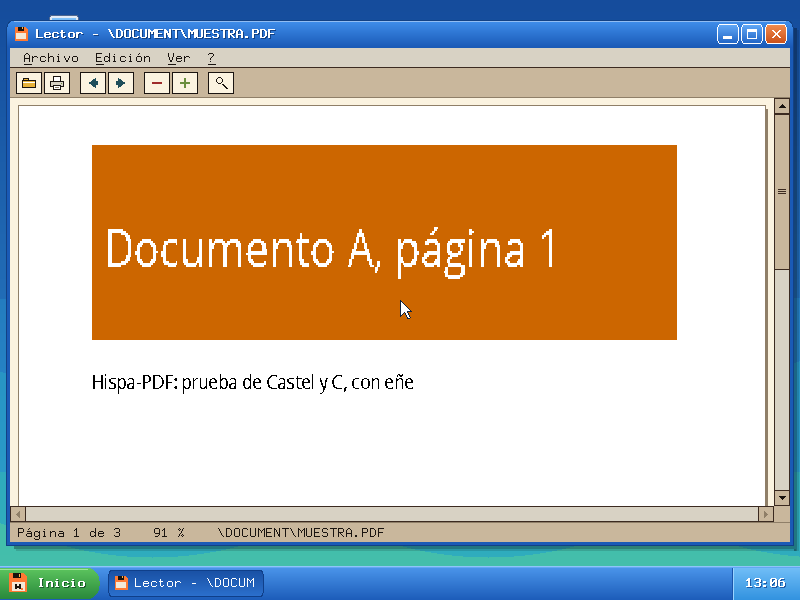 Lector - \DOCUMENT\MUESTRA.PDF
Archivo Edición Ver ?
Documento A, página 1
Hispa-PDF: prueba de Castel y C, con eñe
Página 1 de 3 91 % \DOCUMENT\MUESTRA.PDF
Inicio Lector - \DOCUM 13:06